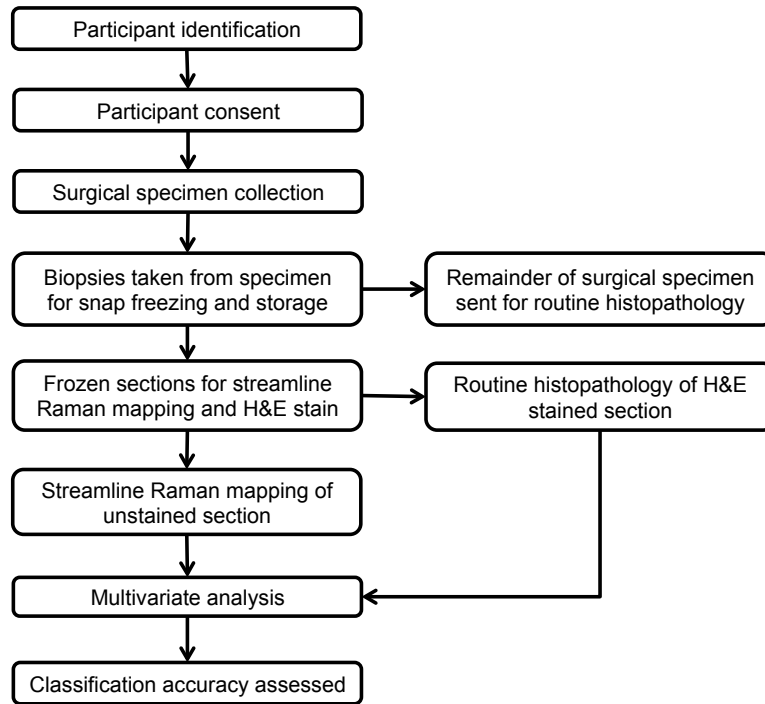 Participant identification
Participant consent
Surgical specimen collection
Biopsies taken from specimen
for snap freezing and storage
Remainder of surgical specimen
sent for routine histopathology
Frozen sections for streamline
Raman mapping and H&E stain
Routine histopathology of H&E
stained section
Streamline Raman mapping of
unstained section
Multivariate analysis
Classification accuracy assessed